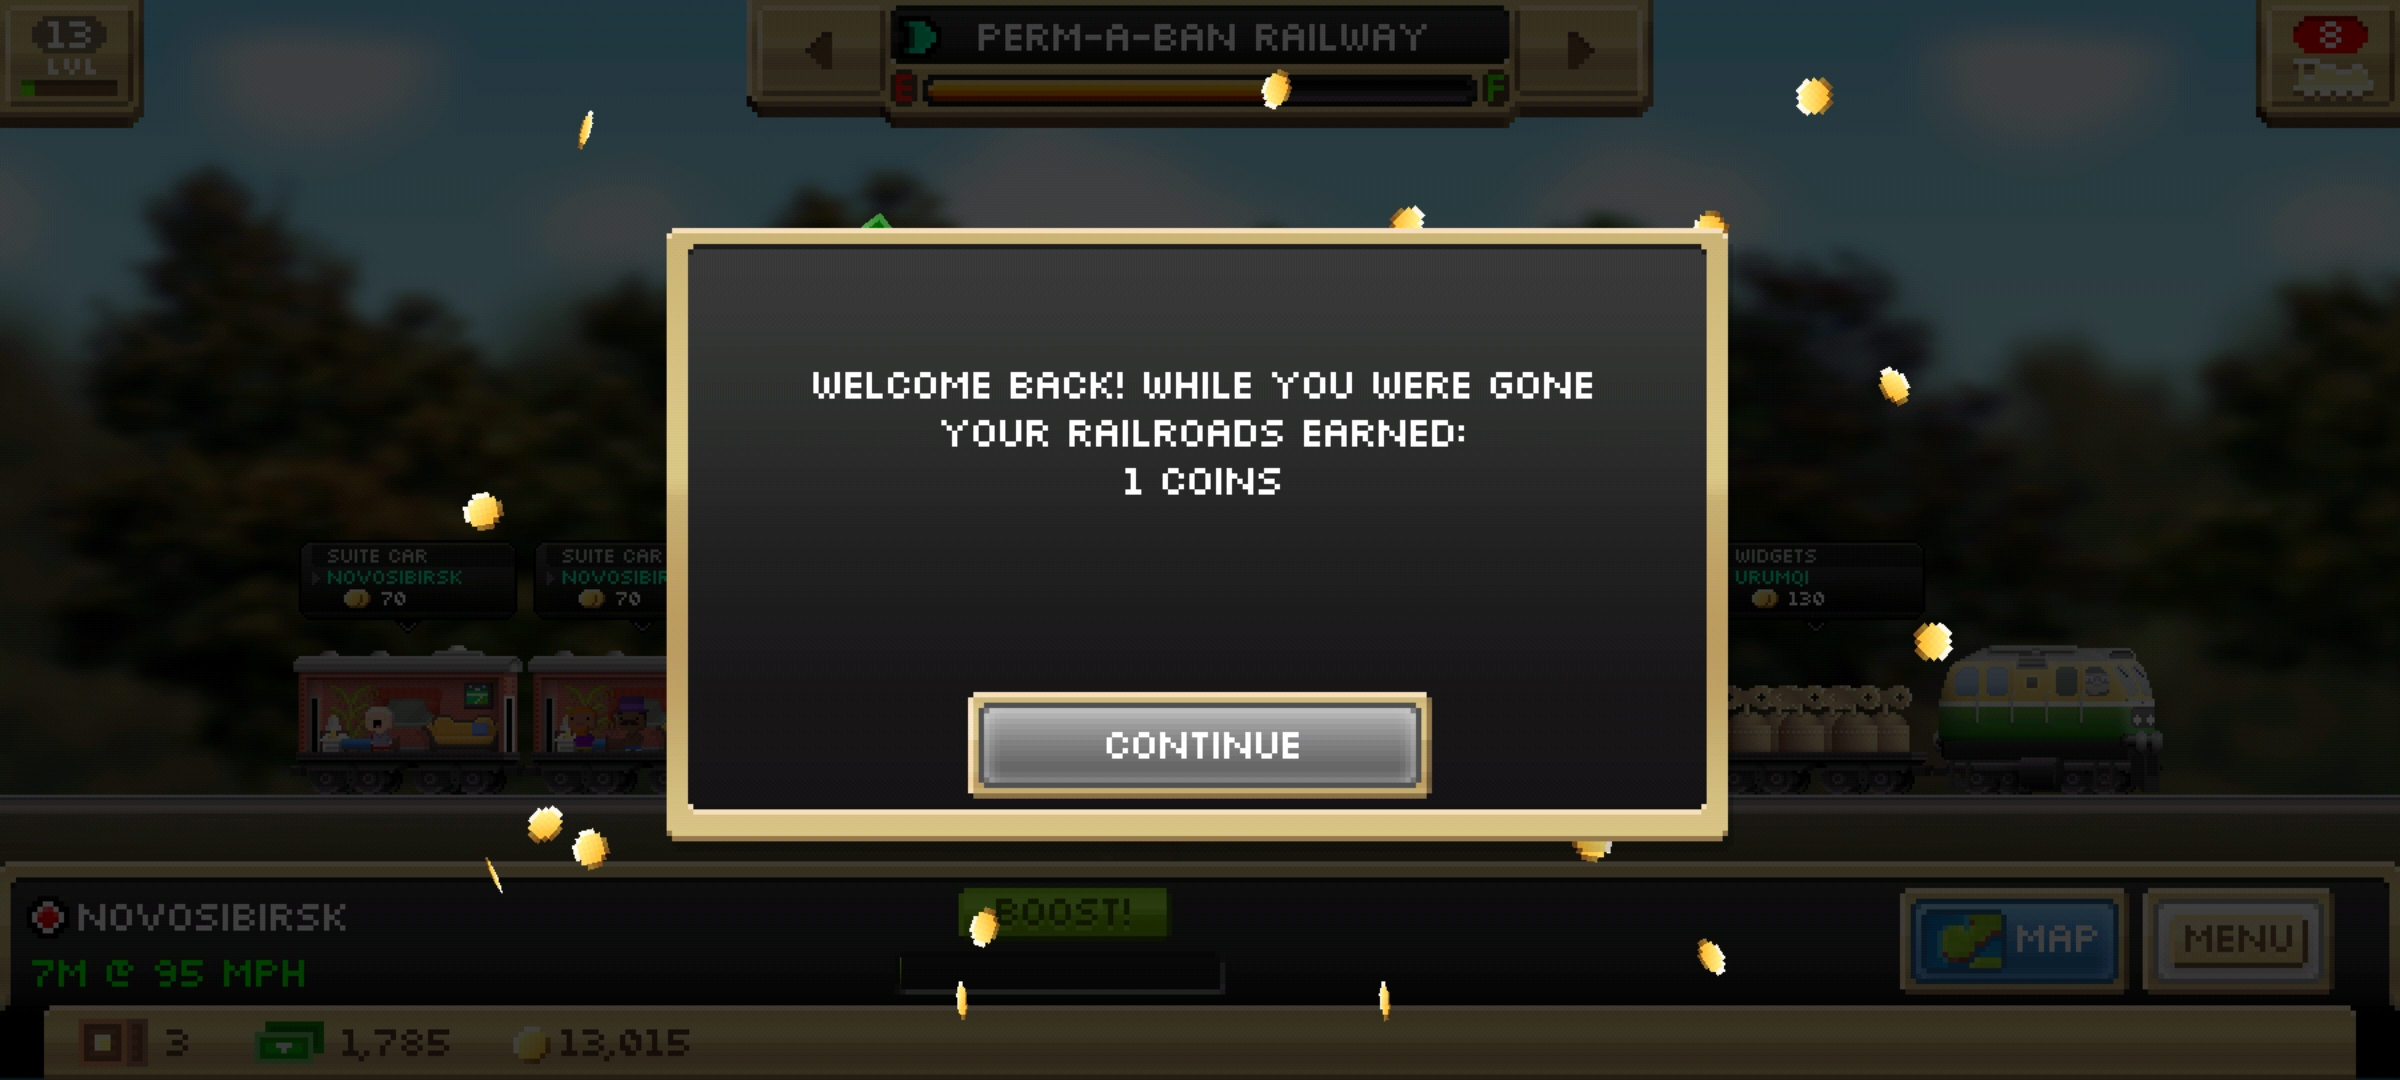 13
LVL
PERM-A-BAN RAILWAY
E F
8
WELCOME BACK! WHILE YOU WERE GONE
YOUR RAILROADS EARNED:
1 COINS
SUITE CAR
NOVOSIBIRSK
70
SUITE CAR
NOVOSIBIR
70
WIDGETS
URUMQI
130
CONTINUE
NOVOSIBIRSK
7M @ 95 MPH
BOOST!
MAP
MENU
3
1,785
13,015